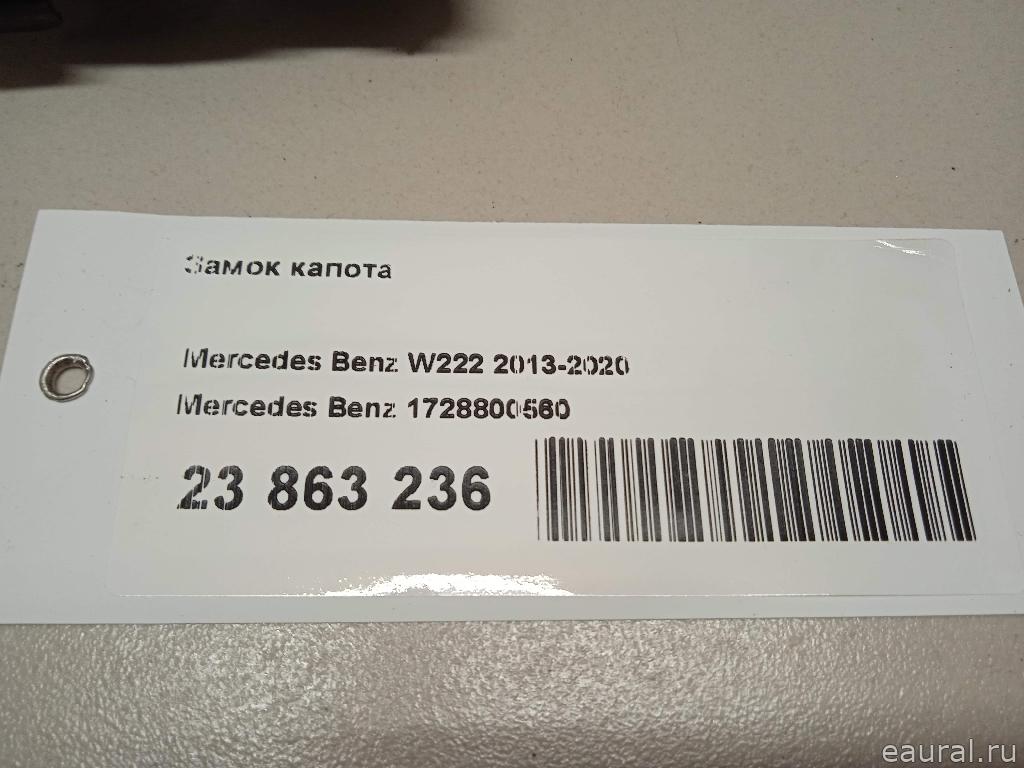 Замок капота
Mercedes Benz W222 2013-2020
Mercedes Benz 1728800560
23 863 236
eaural.ru